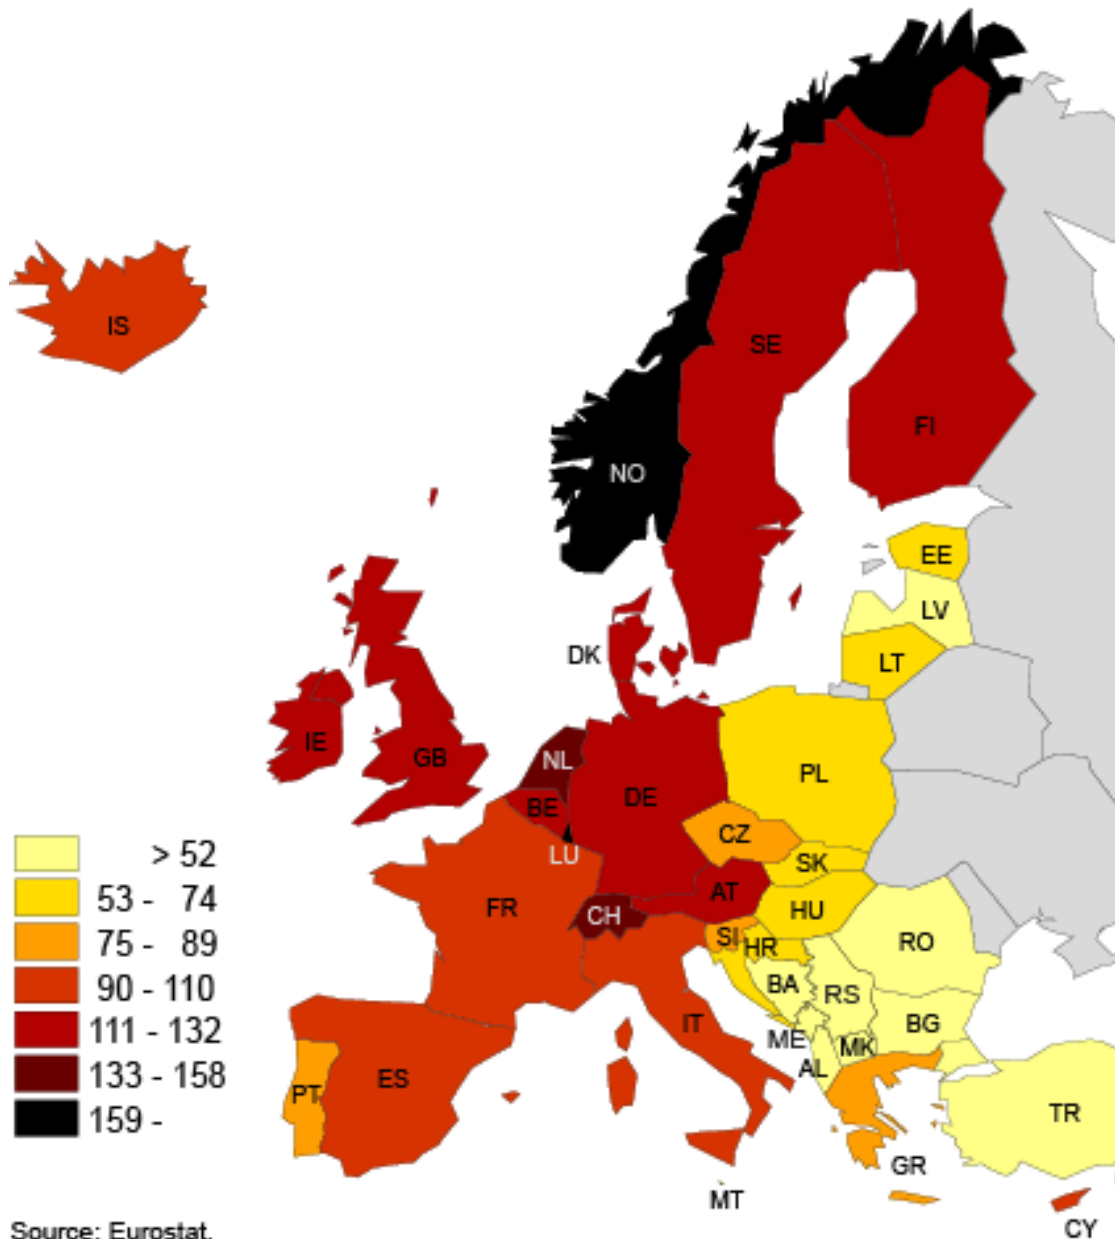 IS
SE
FI
NO
EE
LV
LT
DK
IE
GB
NL
BE
DE
PL
LU
CZ
SK
AT
HU
FR
CH
SI
HR
RO
BA
RS
BG
ME
MK
AL
IT
PT
ES
TR
GR
MT
CY
> 52
53 - 74
75 - 89
90 - 110
111 - 132
133 - 158
159 -
Source: Eurostat.